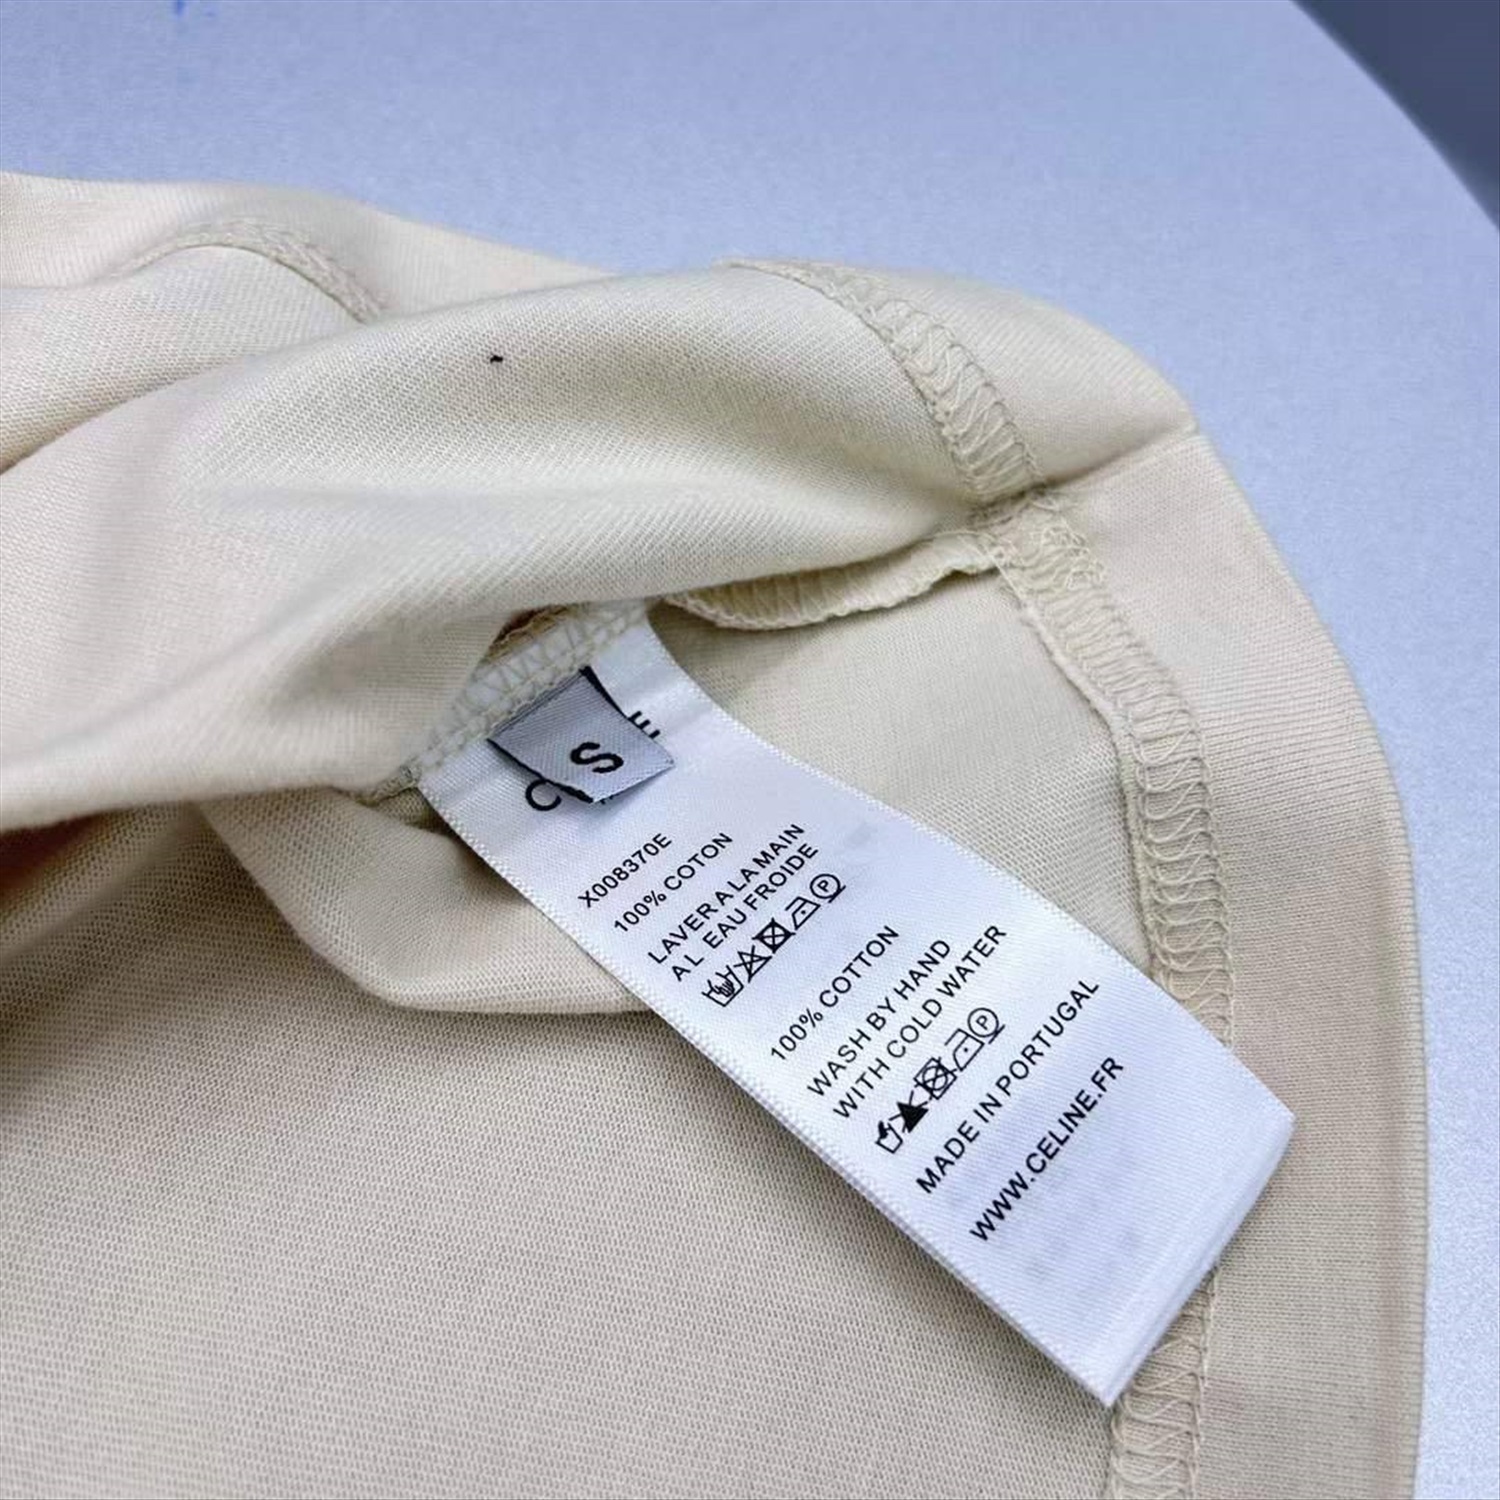 S
X008370E
100% COTON
LAVER A LA MAIN
A L EAU FROIDE
P
100% COTTON
WASH BY HAND
WITH COLD WATER
P
MADE IN PORTUGAL
WWW.CELINE.FR